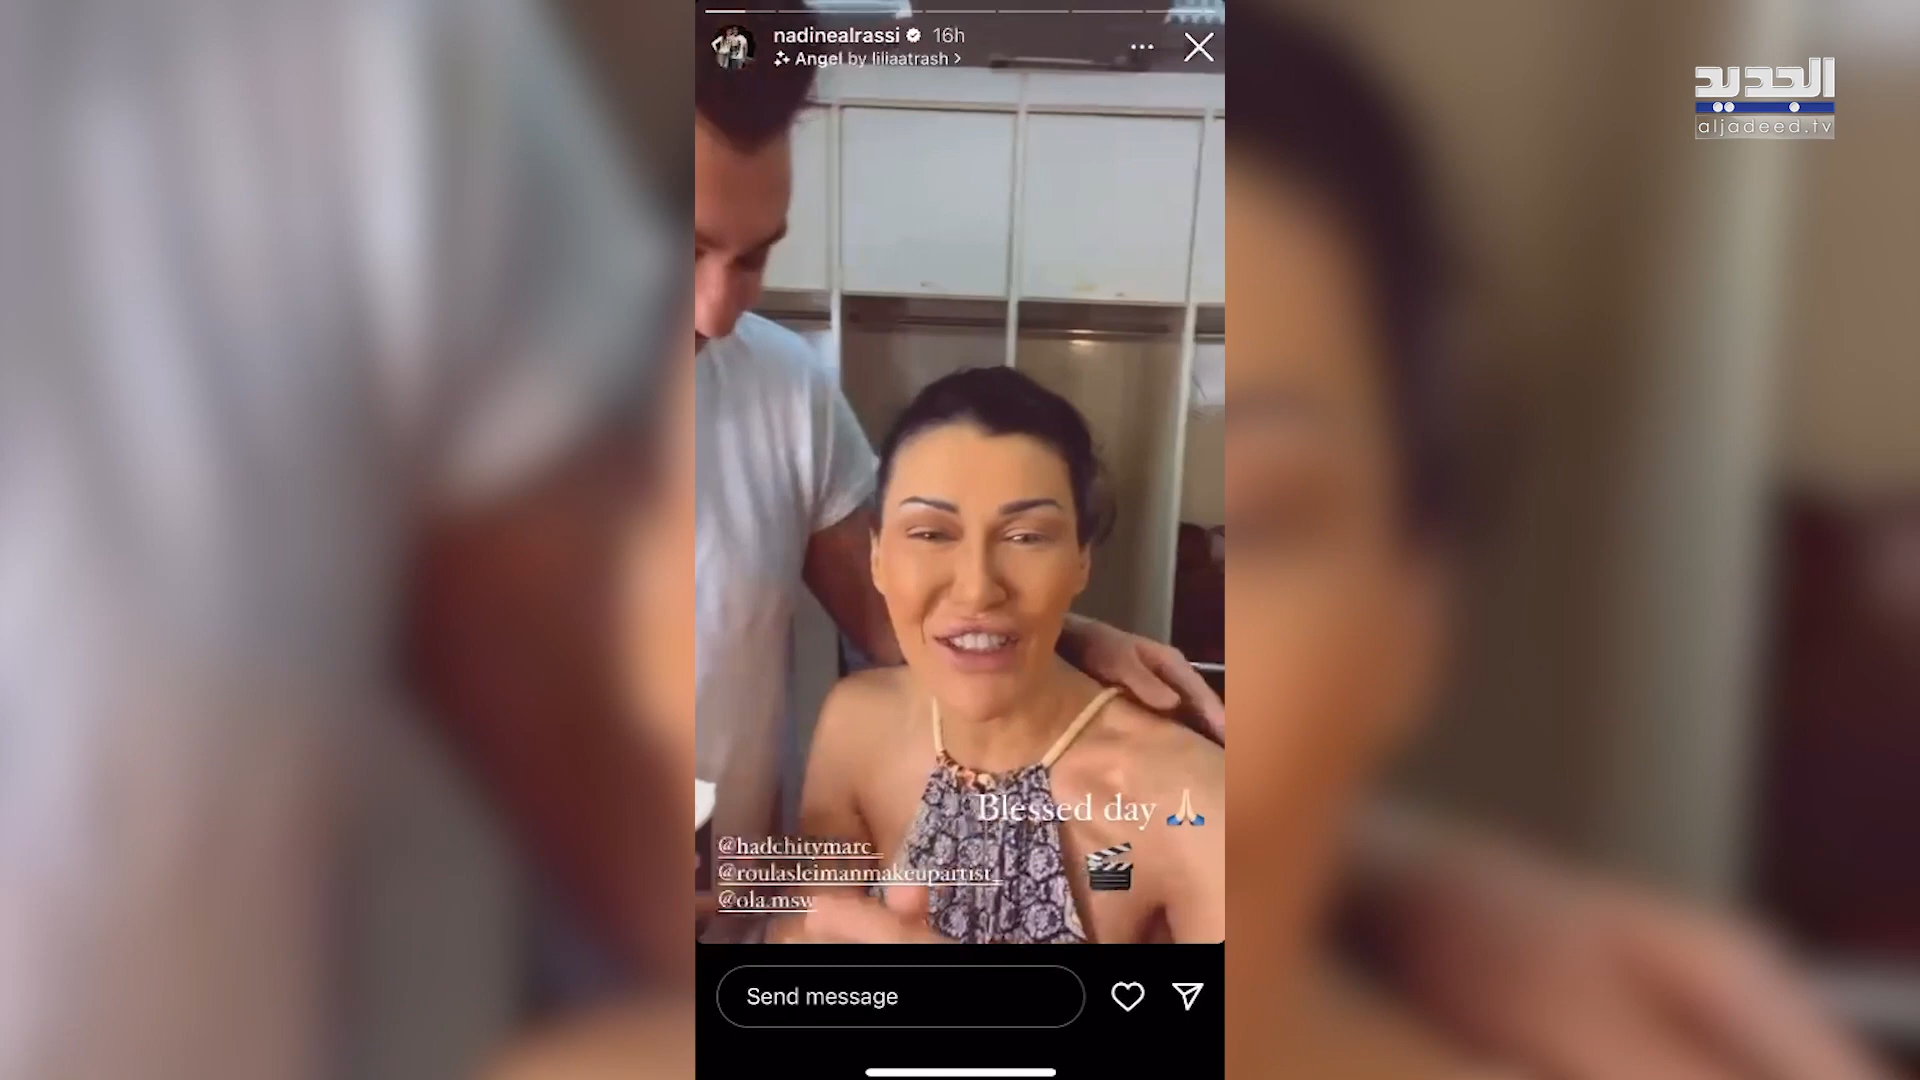 nadinealrassi 16h
Angel by liliaatrash >
الجديد
aljadeed.tv
Blessed day 🙏🏻
@hadchitymarc_
@roulasleimanmakeupartist_
@ola.msw
Send message